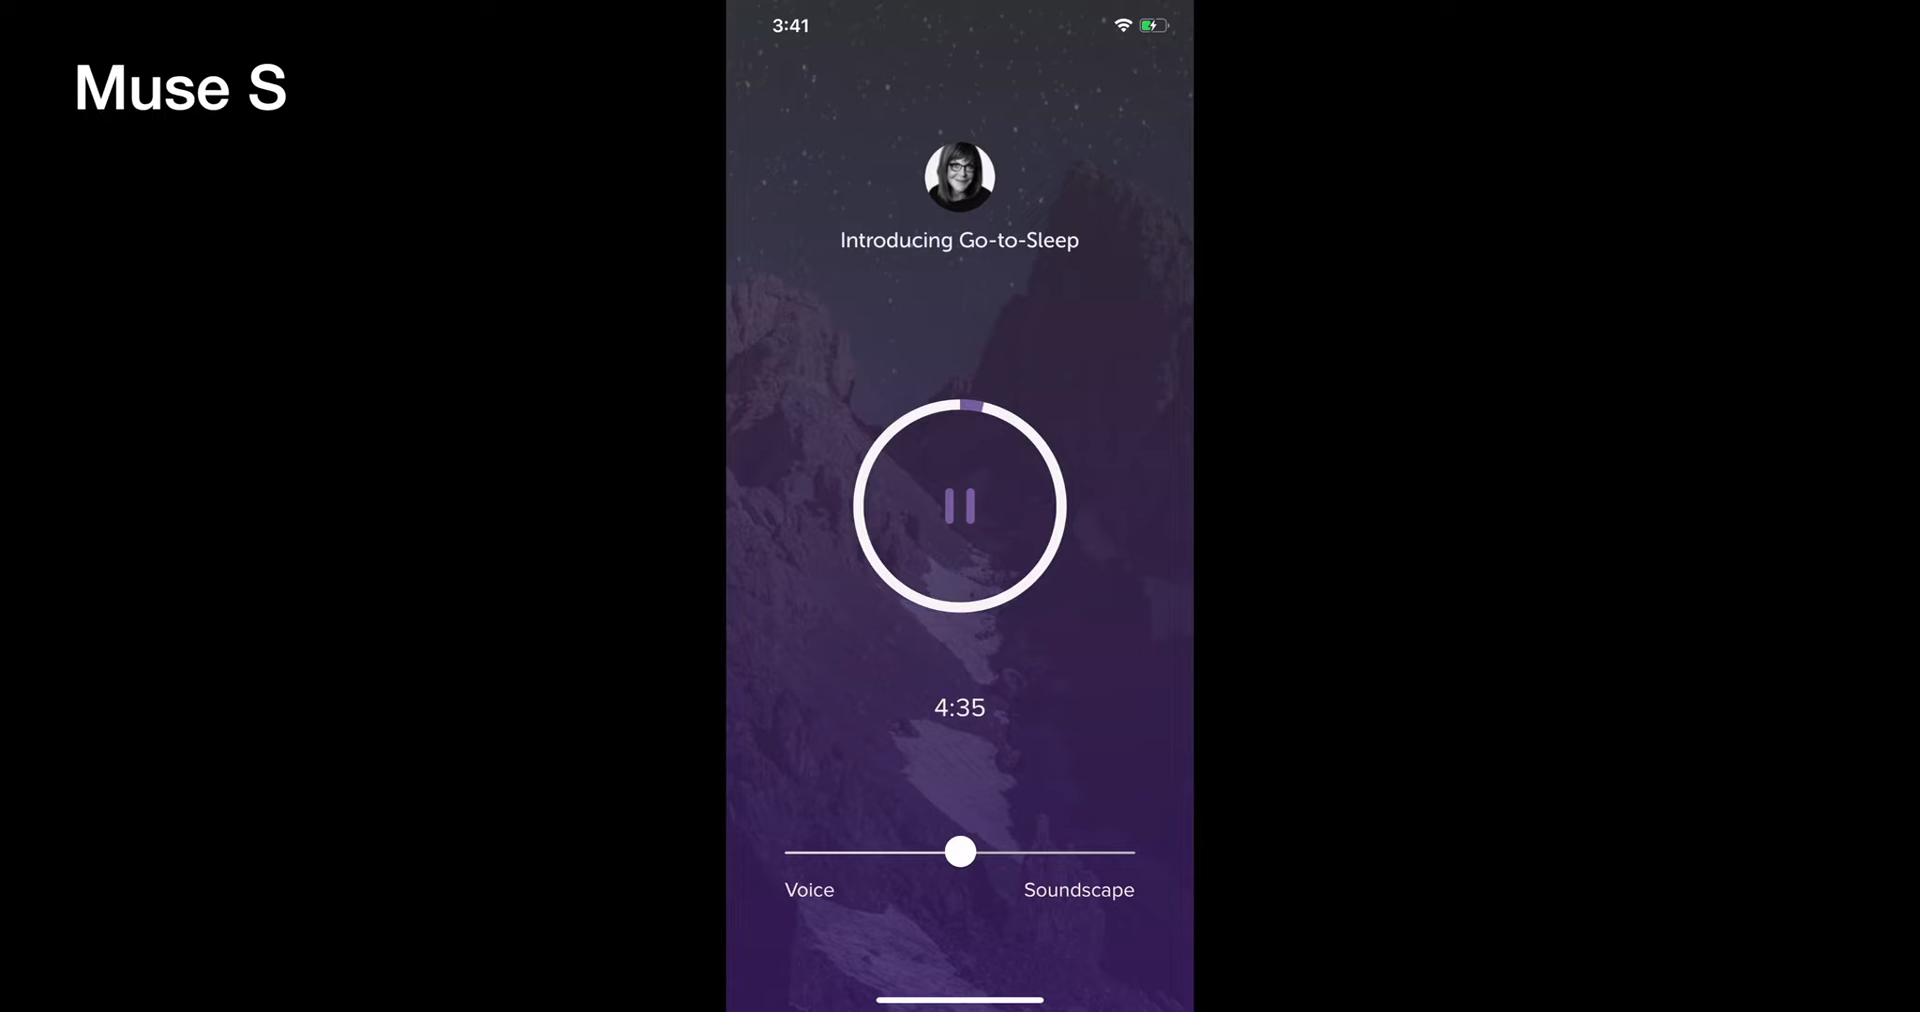 Muse S
3:41
Introducing Go-to-Sleep
4:35
Voice
Soundscape